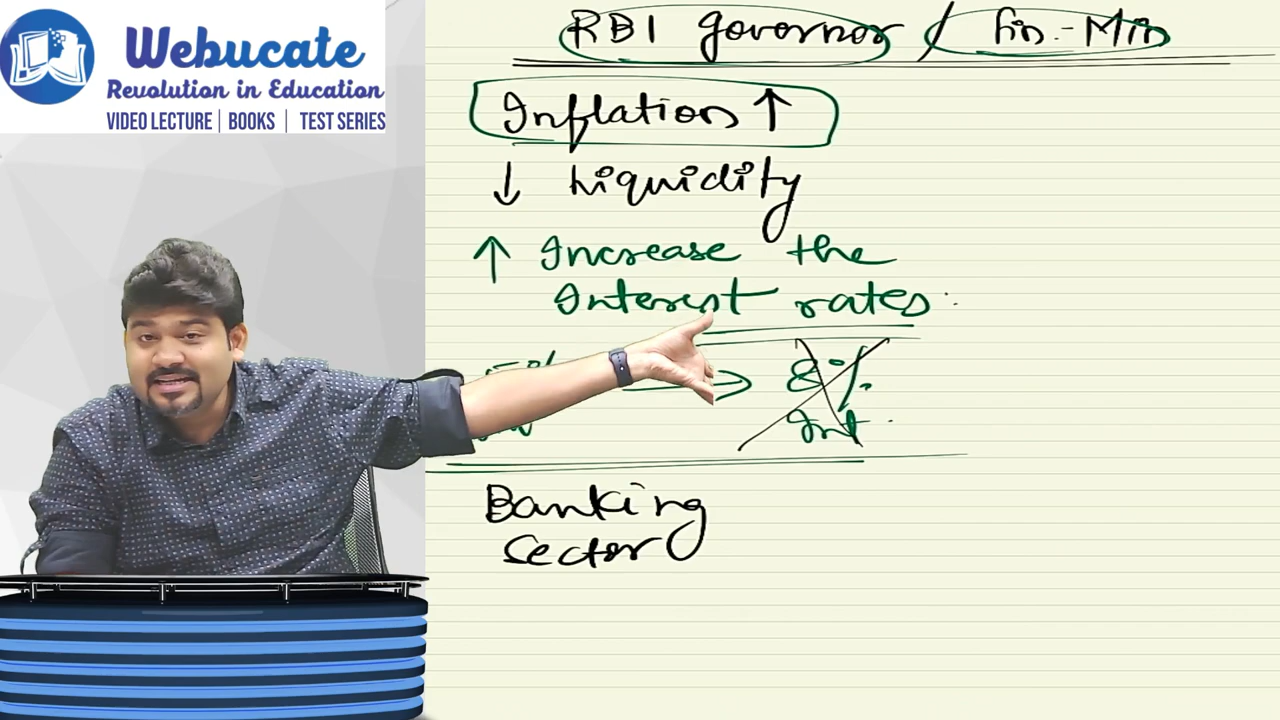 Webucate
Revolution in Education
VIDEO LECTURE | BOOKS | TEST SERIES
RBI governor / fin.-Min
Inflation ↑
↓ Liquidity
↑ Increase the
Interest rates
5% → 8%
Int
Banking
Sector